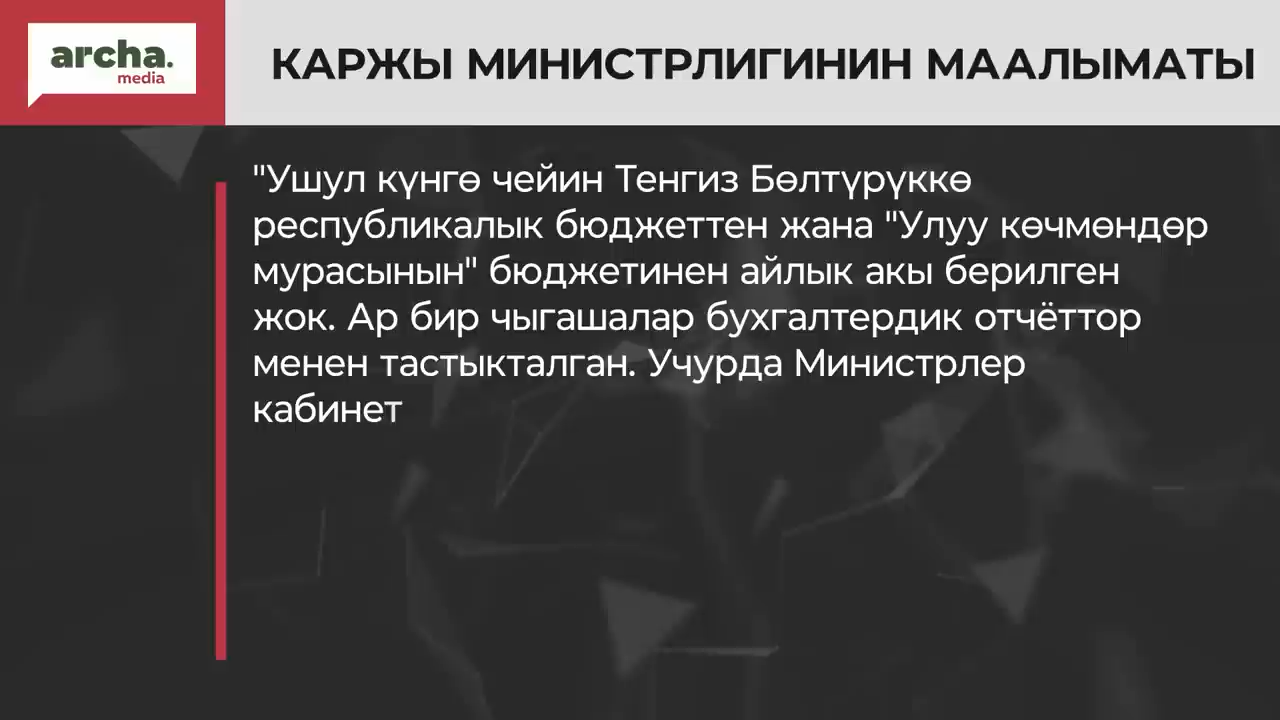 archa.
media
КАРЖЫ МИНИСТРЛИГИНИН МААЛЫМАТЫ
"Ушул күнгө чейин Тенгиз Бөлтүрүккө
республикалык бюджеттен жана "Улуу көчмөндөр
мурасынын" бюджетинен айлык акы берилген
жок. Ар бир чыгашалар бухгалтердик отчёттор
менен тастыкталган. Учурда Министрлер
кабинет